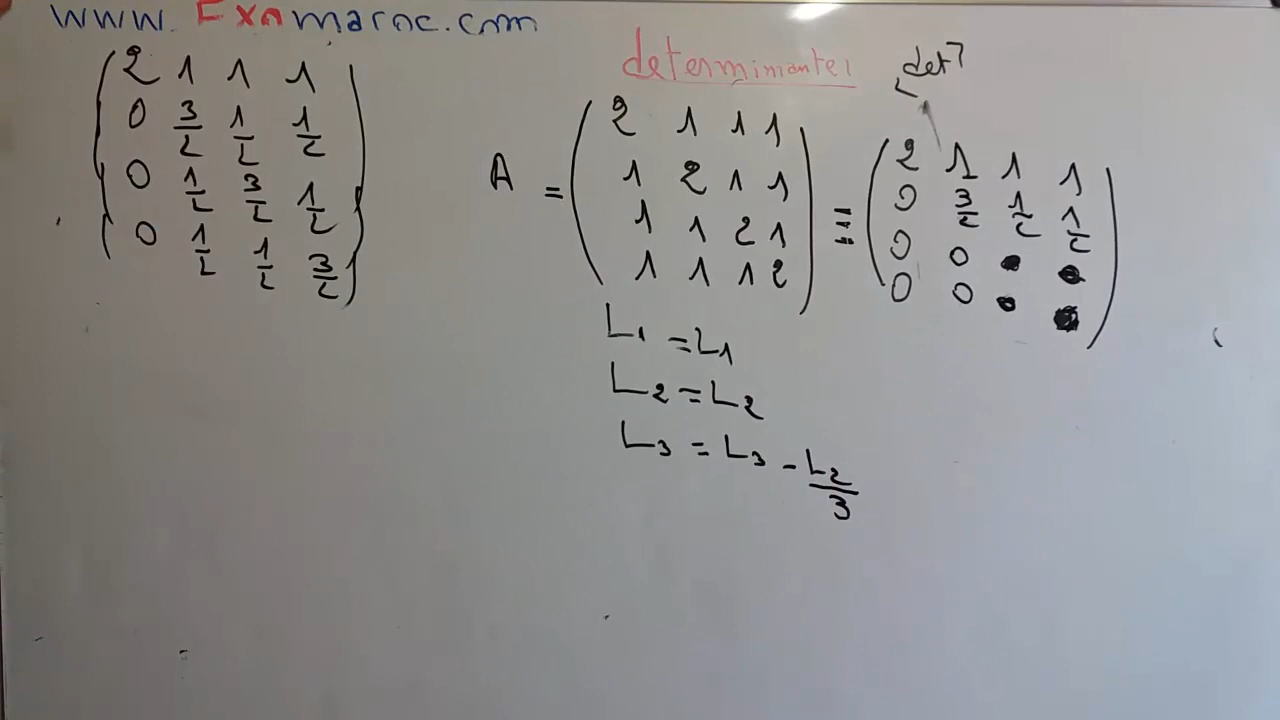 www.Examaroc.com
determinante1
det?
2 1 1 1
0 3/2 1/2 1/2
0 1/2 3/2 1/2
0 1/2 1/2 3/2
A =
2 1 1 1
1 2 1 1
1 1 2 1
1 1 1 2
≡
2 1 1 1
0 3/2 1/2 1/2
0 0
0 0
L1 = L1
L2 = L2
L3 = L3 - L2/3